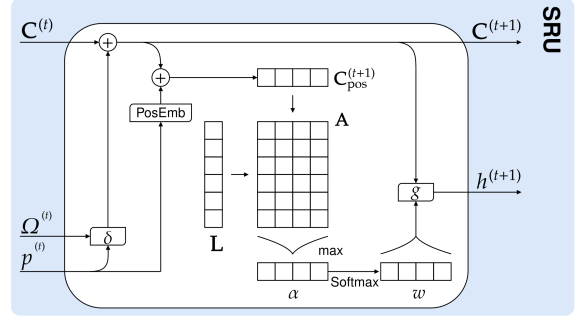 C^(t)
C^(t+1)
SRU
+
+
C_pos^(t+1)
PosEmb
A
L
g
h^(t+1)
Ω^(t)
δ
p^(t)
max
Softmax
α
w